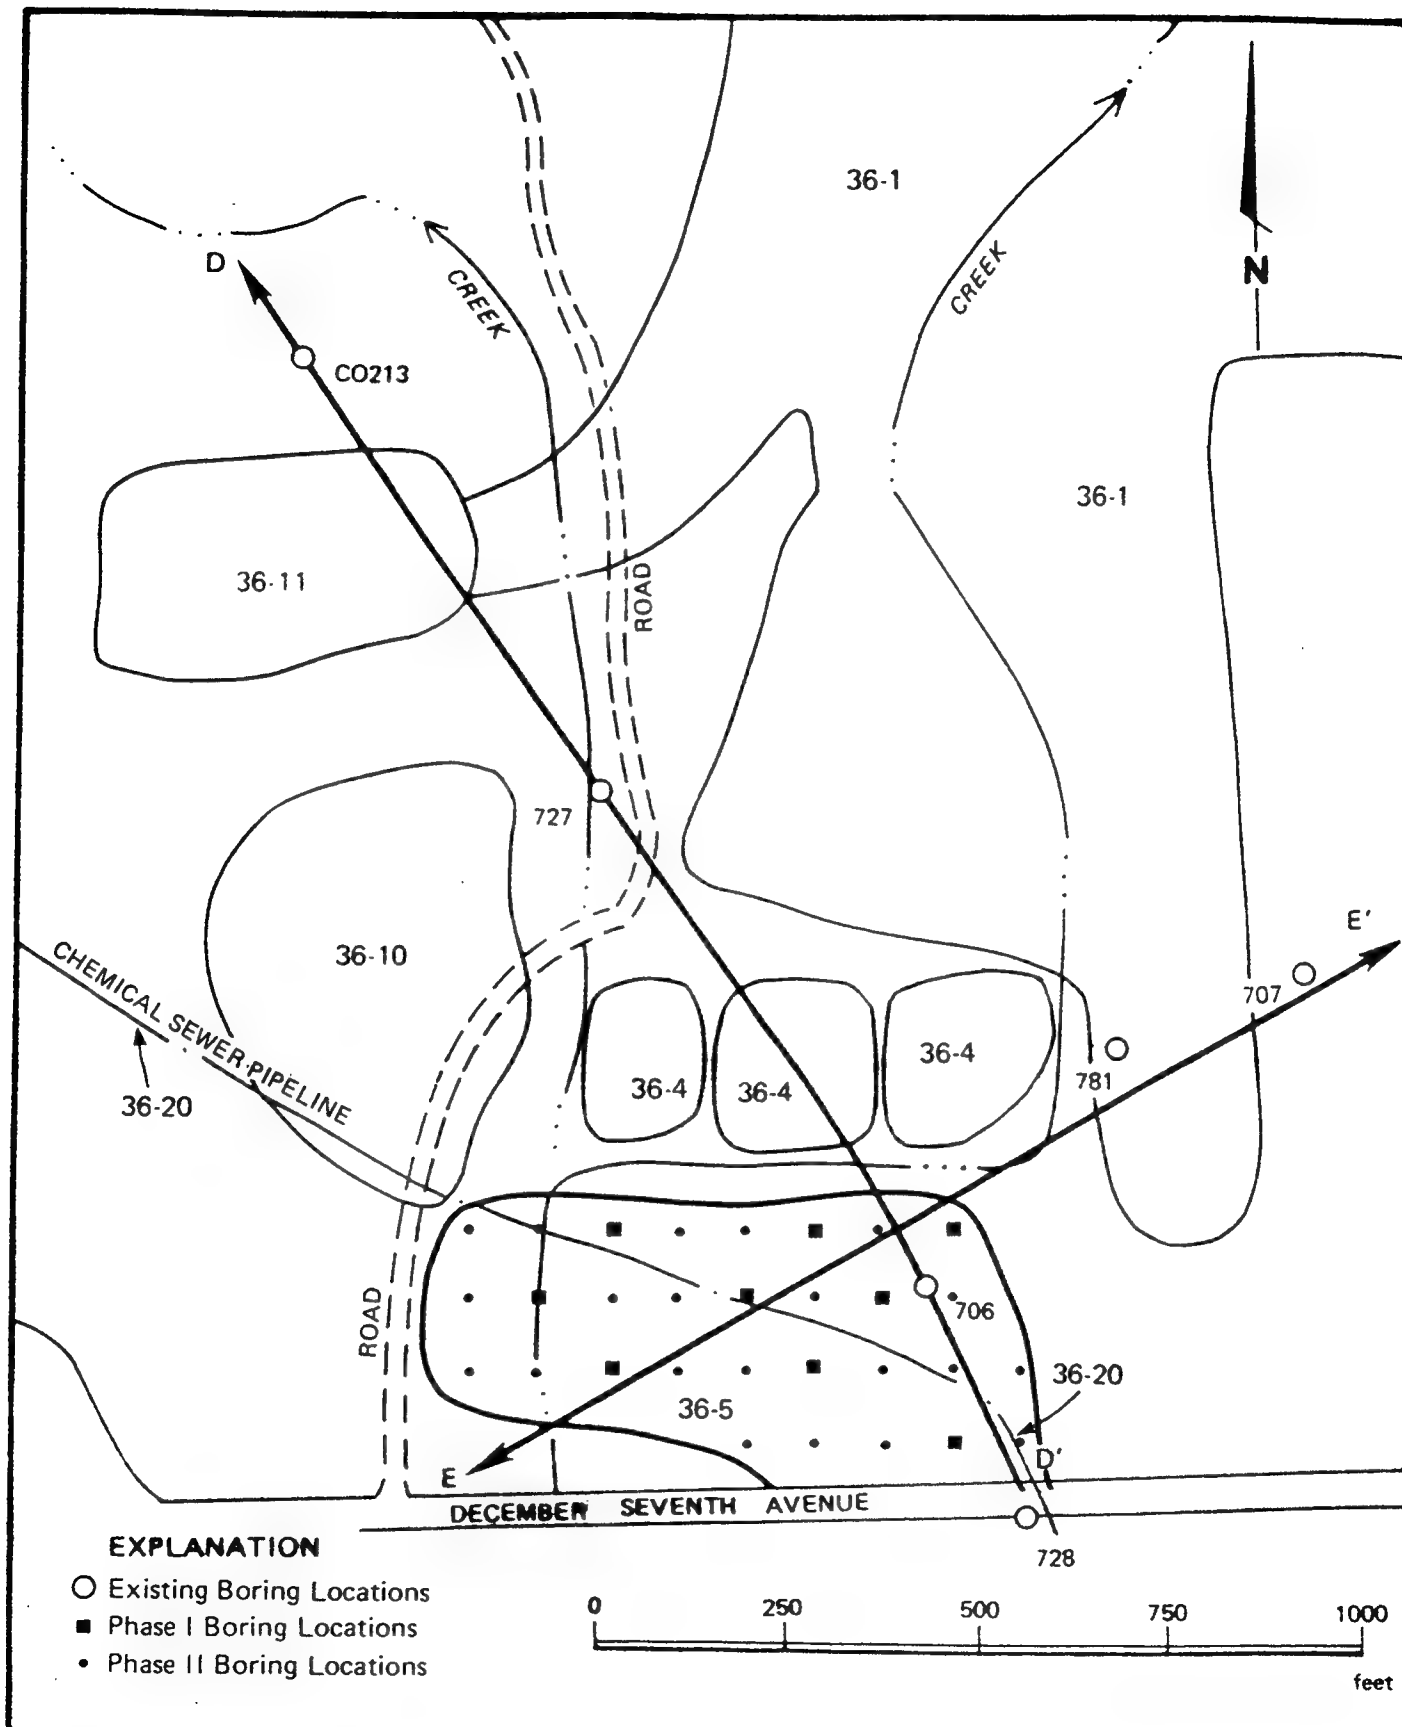 36-1
CREEK
CREEK
N
D
CO213
36-1
36-11
ROAD
727
E'
707
36-10
CHEMICAL SEWER PIPELINE
36-4
36-4
36-4
781
36-20
706
ROAD
36-20
36-5
D'
E
DECEMBER SEVENTH AVENUE
728
EXPLANATION
Existing Boring Locations
Phase I Boring Locations
Phase II Boring Locations
0 250 500 750 1000
feet